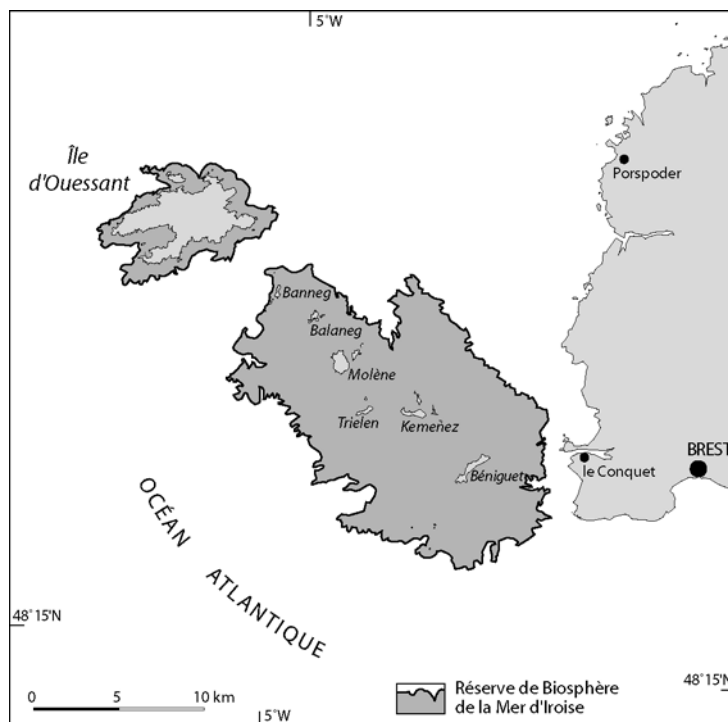 5°W
Île
d'Ouessant
Porspoder
Banneg
Balaneg
Molène
Trielen
Kemeñez
Béniguet
le Conquet
BREST
OCÉAN ATLANTIQUE
48°15'N
48°15'N
0 5 10 km
5°W
Réserve de Biosphère
de la Mer d'Iroise